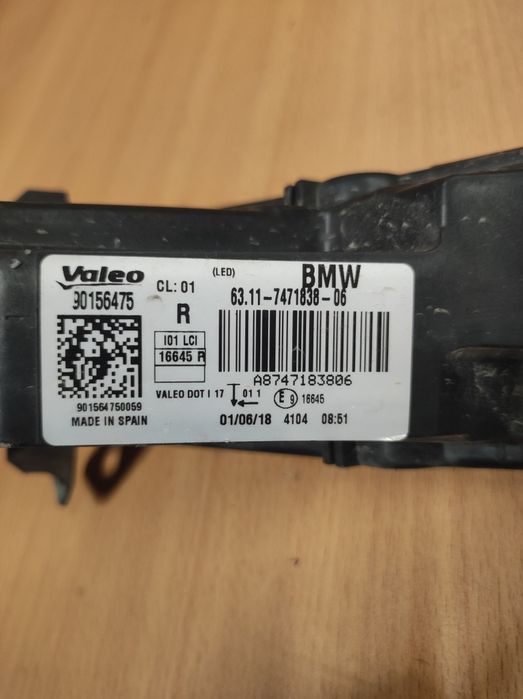 Valeo
90156475
CL: 01
(LED)
BMW
R
63.11-7471838-06
I01 LCI
16645 R
A8747183806
901564750059
MADE IN SPAIN
VALEO DOT I 17
01 1
E 9
16645
01/06/18 4104 08:51